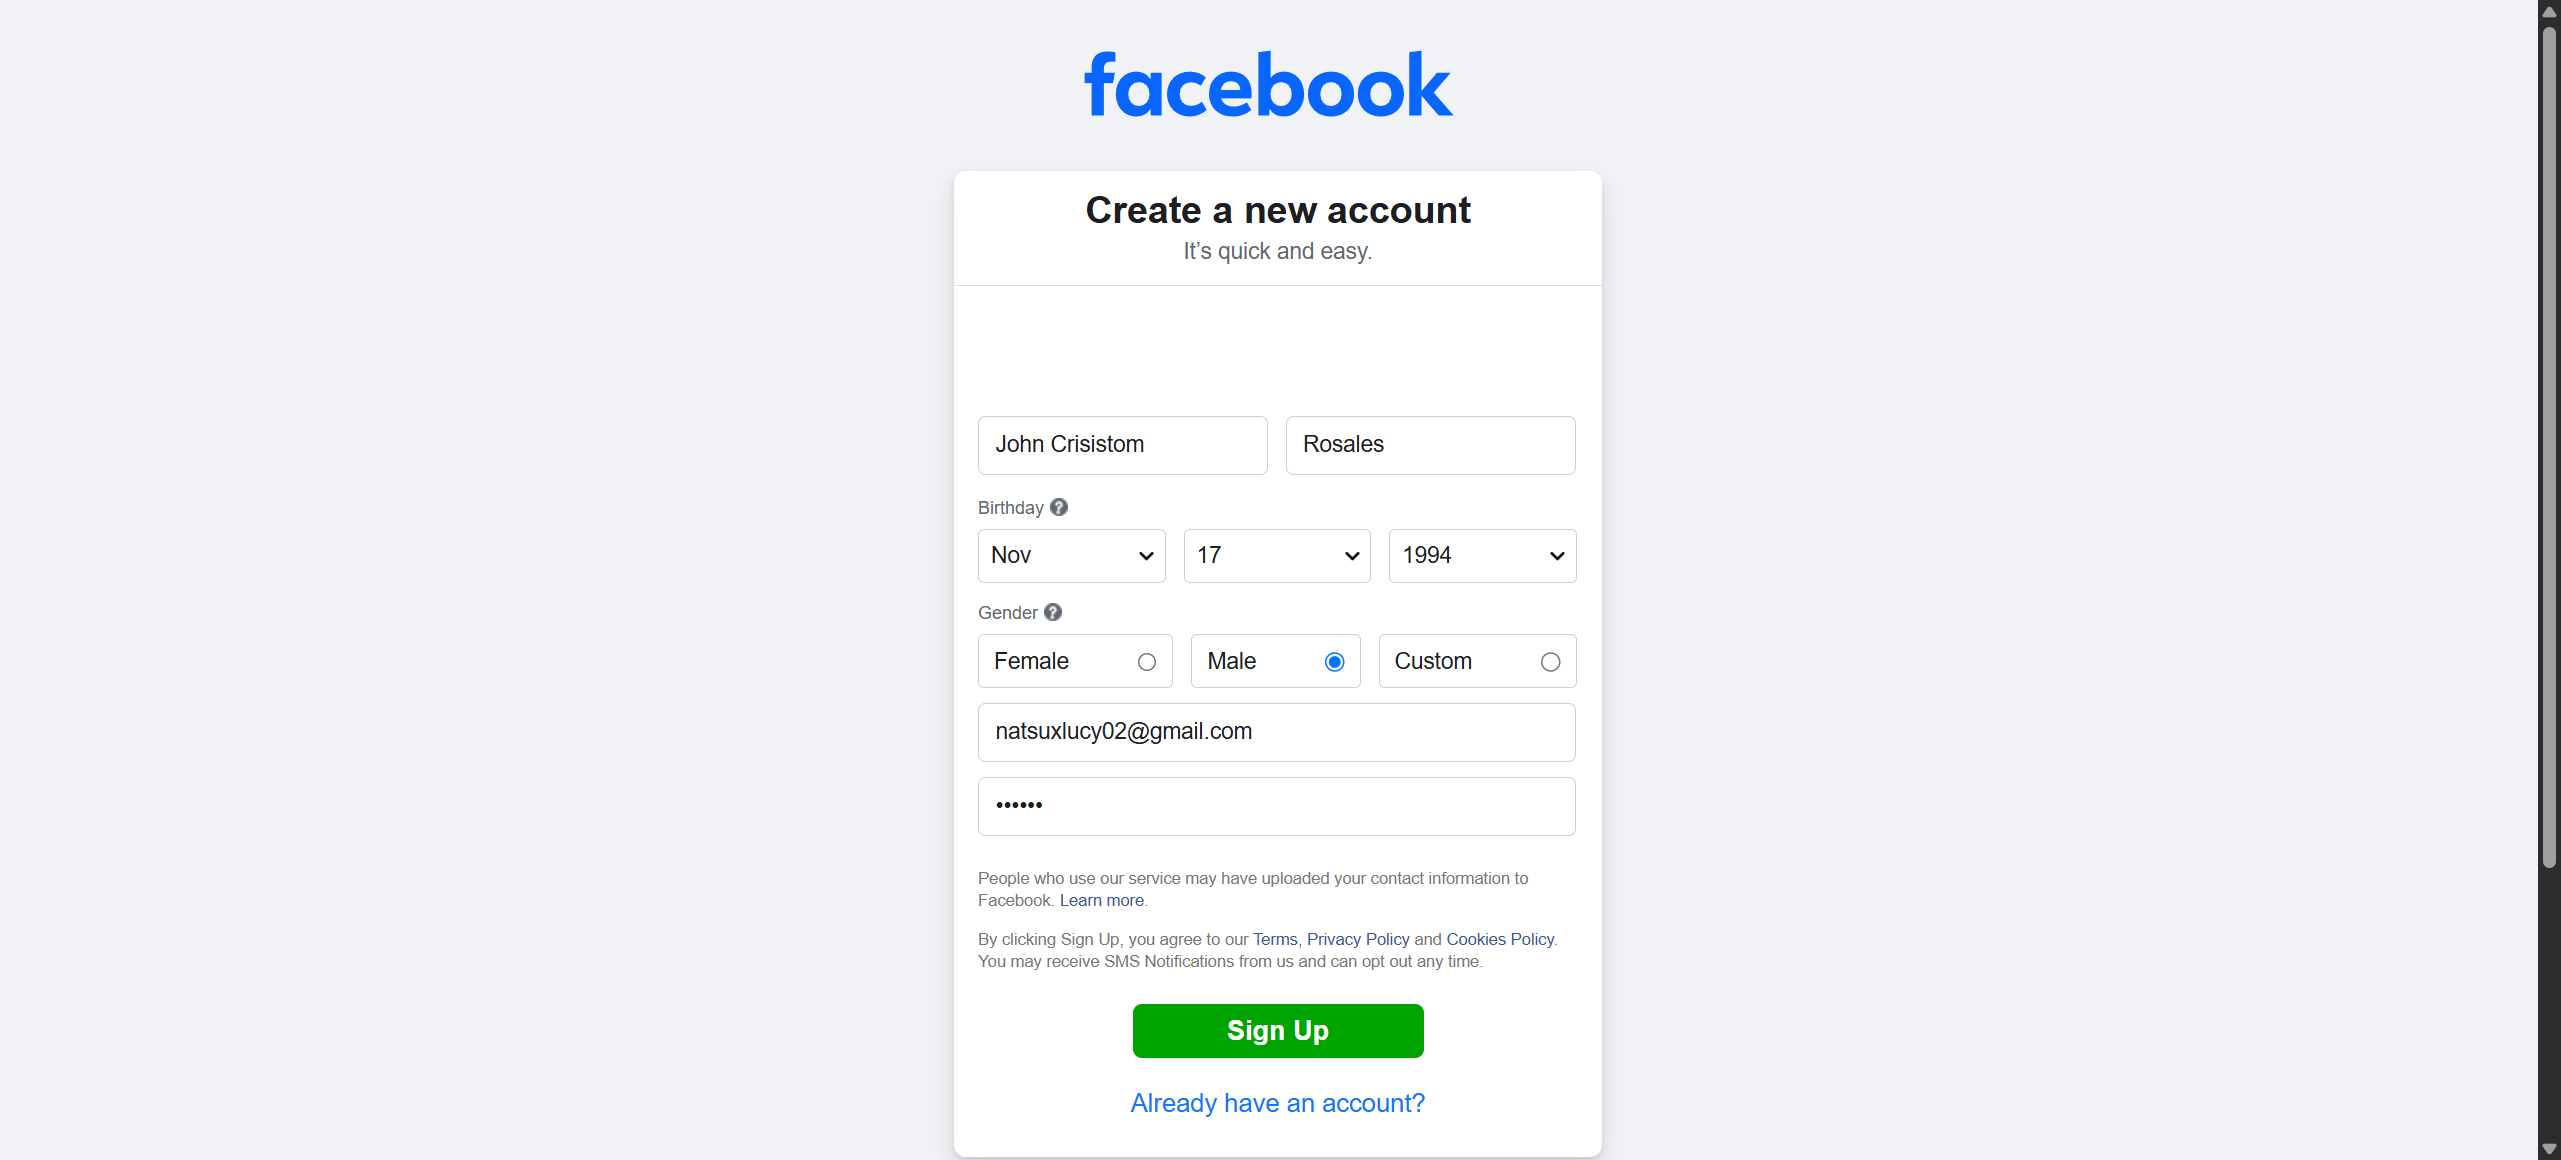 facebook
Create a new account
It’s quick and easy.
John Crisistom Rosales
Birthday ?
Nov 17 1994
Gender ?
Female Male Custom
natsuxlucy02@gmail.com
••••••
People who use our service may have uploaded your contact information to
Facebook. Learn more.
By clicking Sign Up, you agree to our Terms, Privacy Policy and Cookies Policy.
You may receive SMS Notifications from us and can opt out any time.
Sign Up
Already have an account?